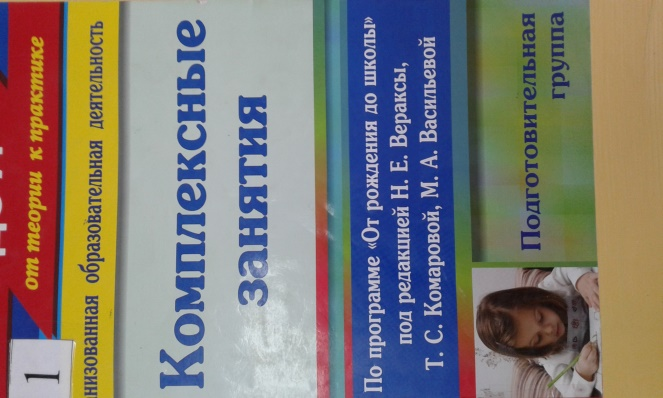 от теории к практике
образовательная деятельность
Комплексные
занятия
По программе «От рождения до школы»
под редакцией Н. Е. Вераксы,
Т. С. Комаровой, М. А. Васильевой
Подготовительная
группа
1